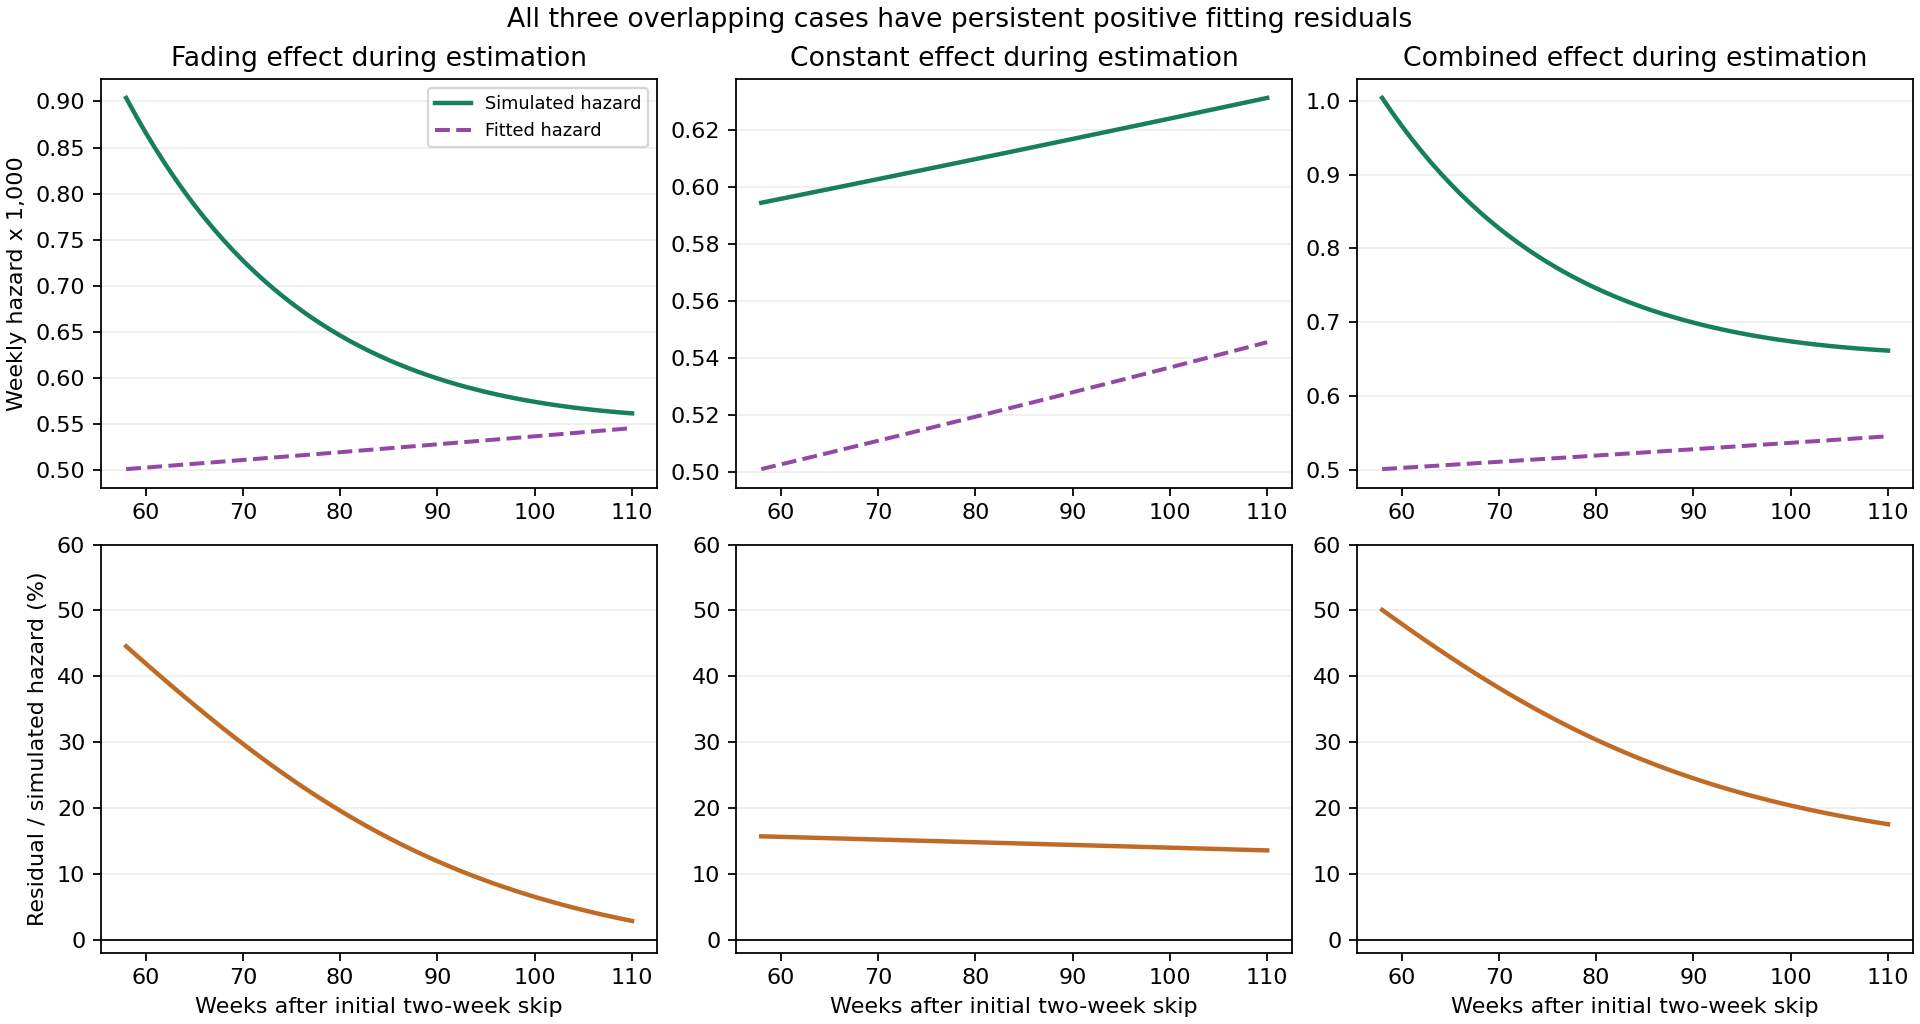 All three overlapping cases have persistent positive fitting residuals
Fading effect during estimation
Constant effect during estimation
Combined effect during estimation
Weekly hazard x 1,000
0.90
0.85
0.80
0.75
0.70
0.65
0.60
0.55
0.50
Simulated hazard
Fitted hazard
60 70 80 90 100 110
0.62
0.60
0.58
0.56
0.54
0.52
0.50
60 70 80 90 100 110
1.0
0.9
0.8
0.7
0.6
0.5
60 70 80 90 100 110
Residual / simulated hazard (%)
60
50
40
30
20
10
0
60 70 80 90 100 110
Weeks after initial two-week skip
60
50
40
30
20
10
0
60 70 80 90 100 110
Weeks after initial two-week skip
60
50
40
30
20
10
0
60 70 80 90 100 110
Weeks after initial two-week skip